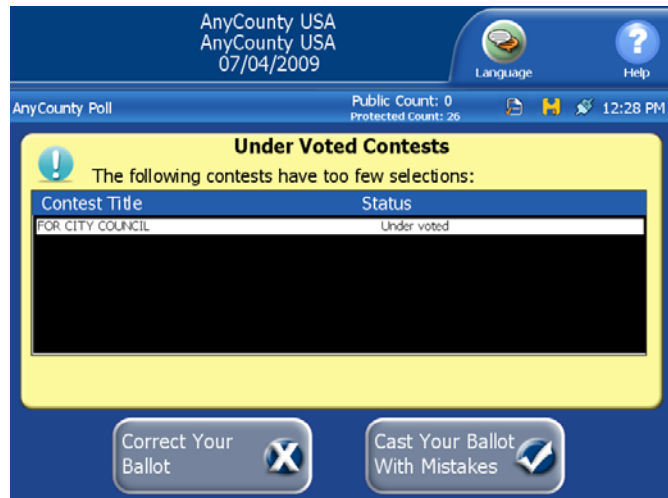 AnyCounty USA
AnyCounty USA
07/04/2009
Language
Help
AnyCounty Poll
Public Count: 0
Protected Count: 26
12:28 PM
Under Voted Contests
The following contests have too few selections:
Contest Title Status
FOR CITY COUNCIL Under voted
Correct Your
Ballot
Cast Your Ballot
With Mistakes